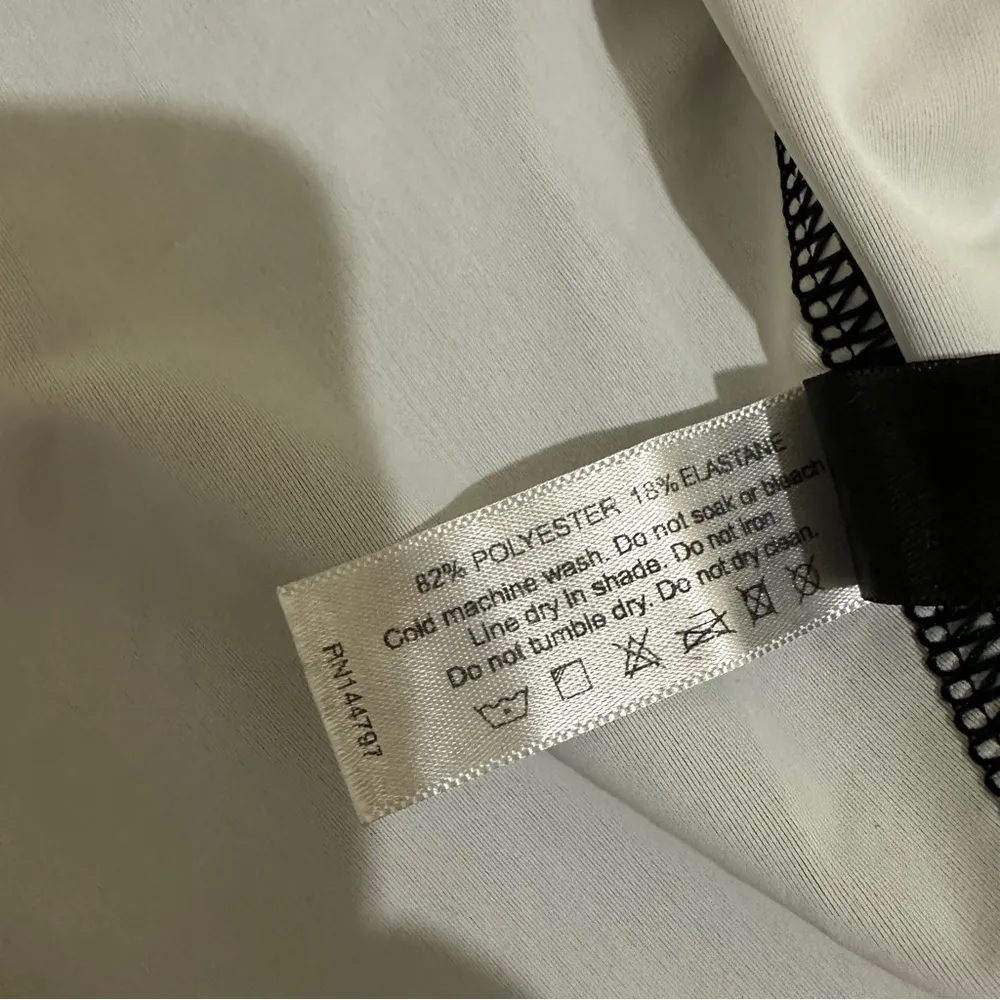 82% POLYESTER 18% ELASTANE
Cold machine wash. Do not soak or bleach
Line dry in shade. Do not iron
Do not tumble dry. Do not dry clean.
RN144797